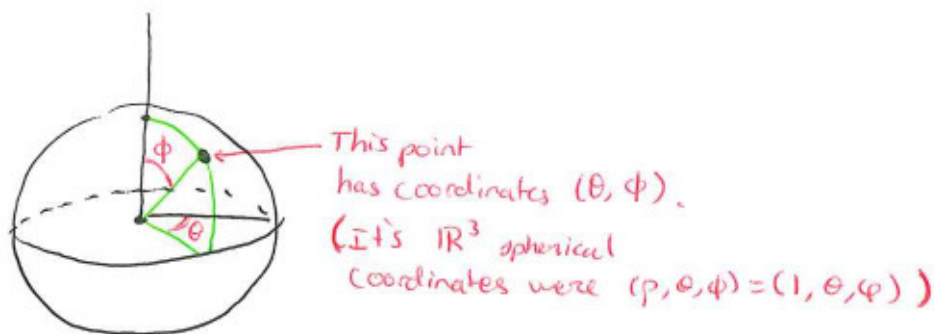 ϕ
θ
This point
has coordinates (θ, ϕ).
(It's ℝ³ spherical
coordinates were (ρ,θ,ϕ)=(1,θ,φ))